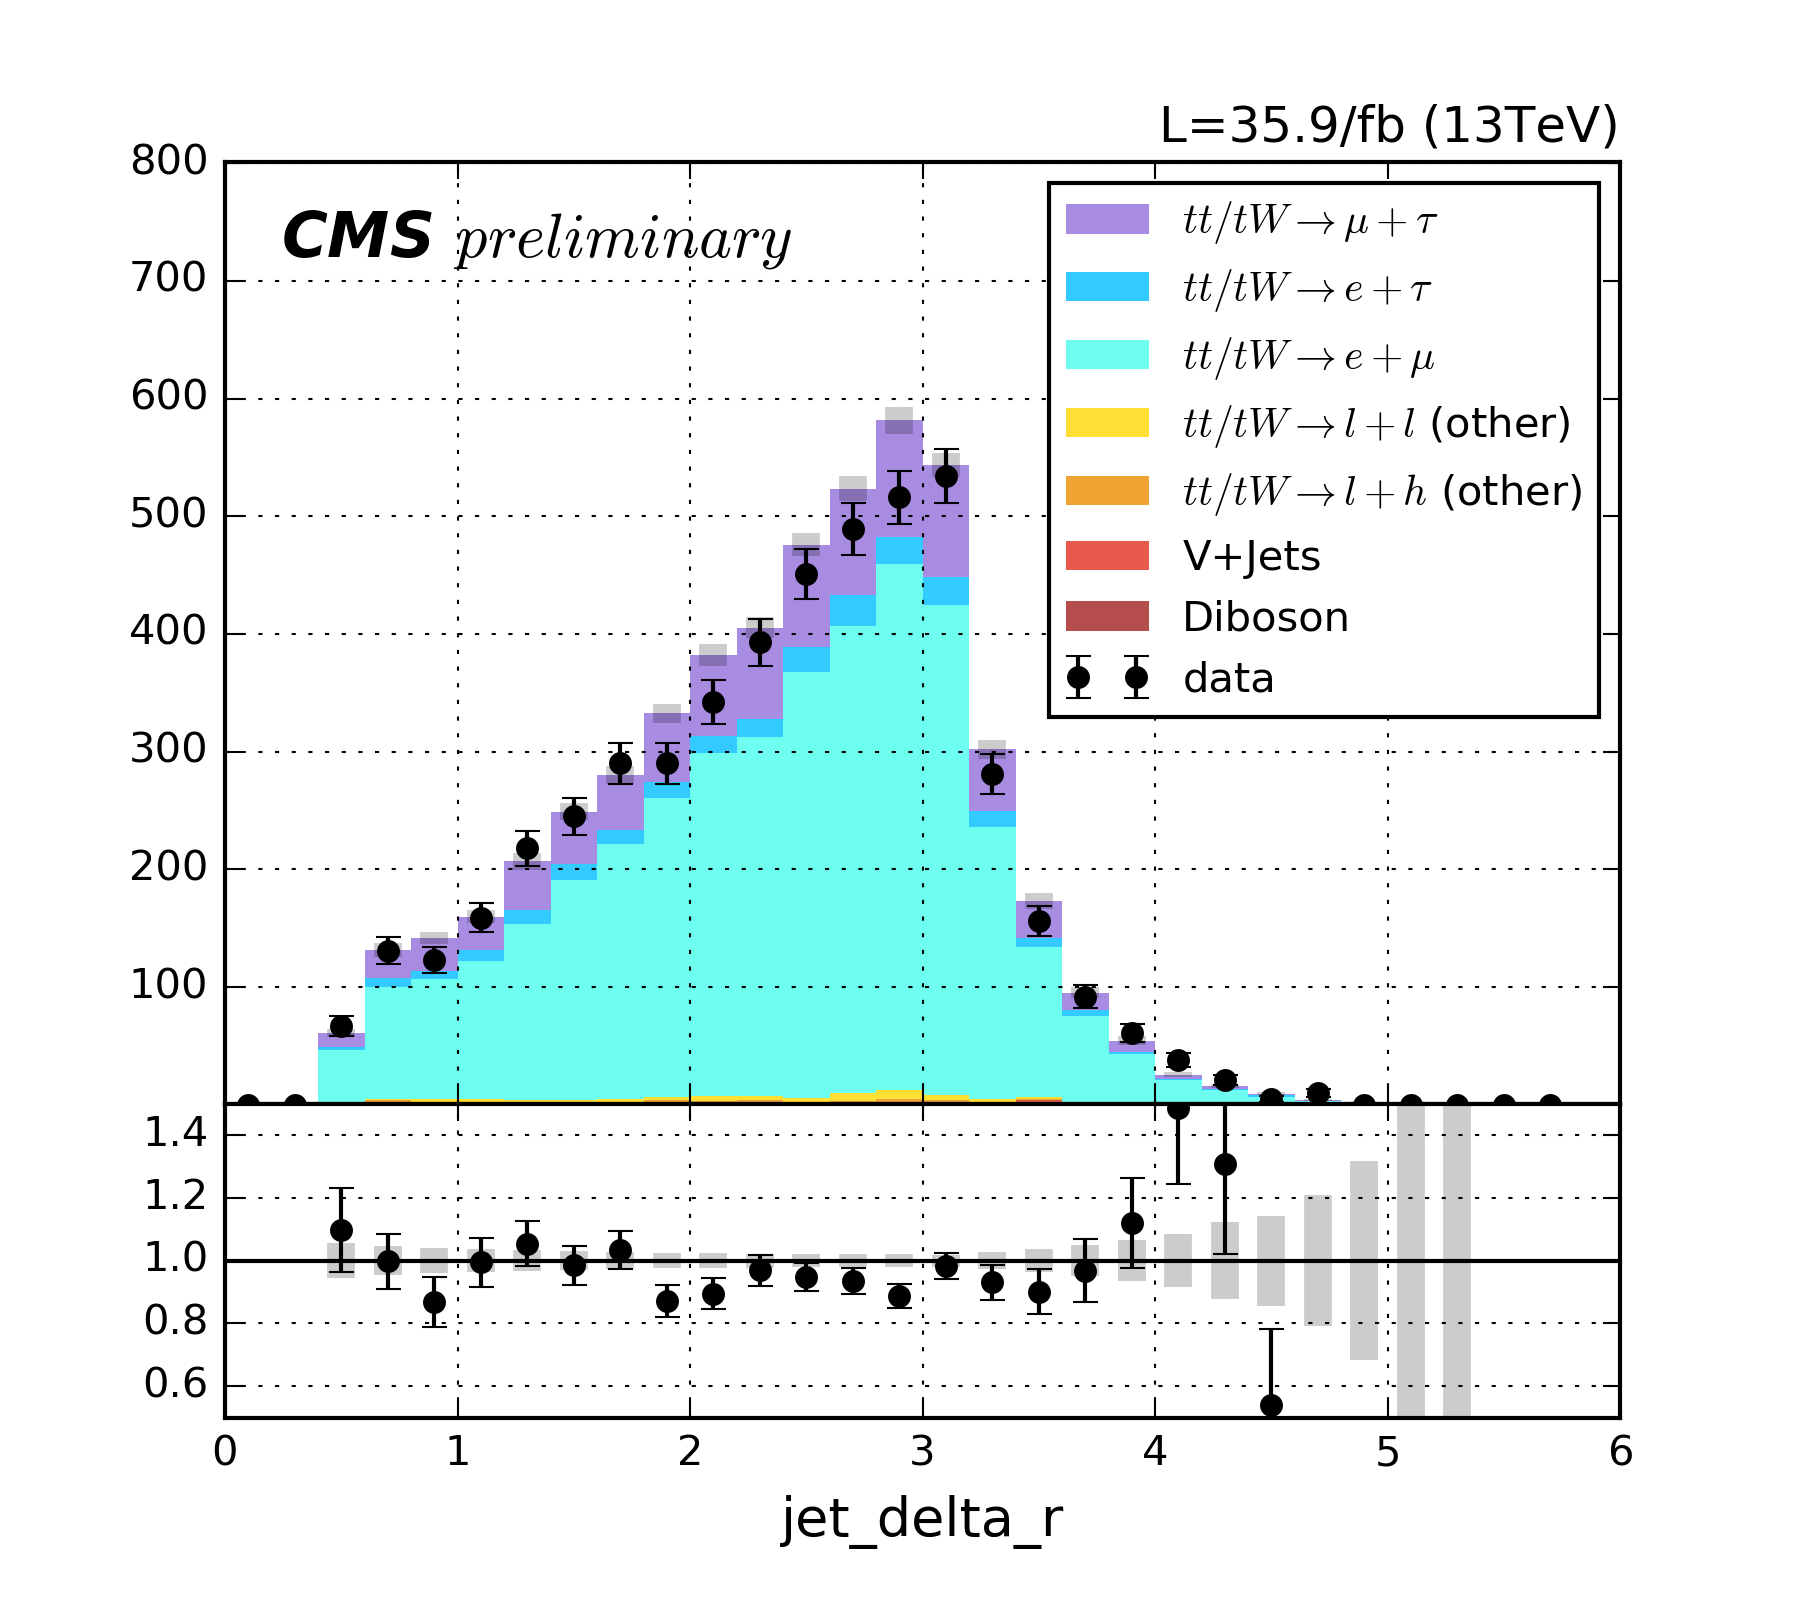 L=35.9/fb (13TeV)
CMS preliminary
800
700
600
500
400
300
200
100
tt/tW→μ+τ
tt/tW→e+τ
tt/tW→e+μ
tt/tW→l+l (other)
tt/tW→l+h (other)
V+Jets
Diboson
data
1.4
1.2
1.0
0.8
0.6
0 1 2 3 4 5 6
jet_delta_r